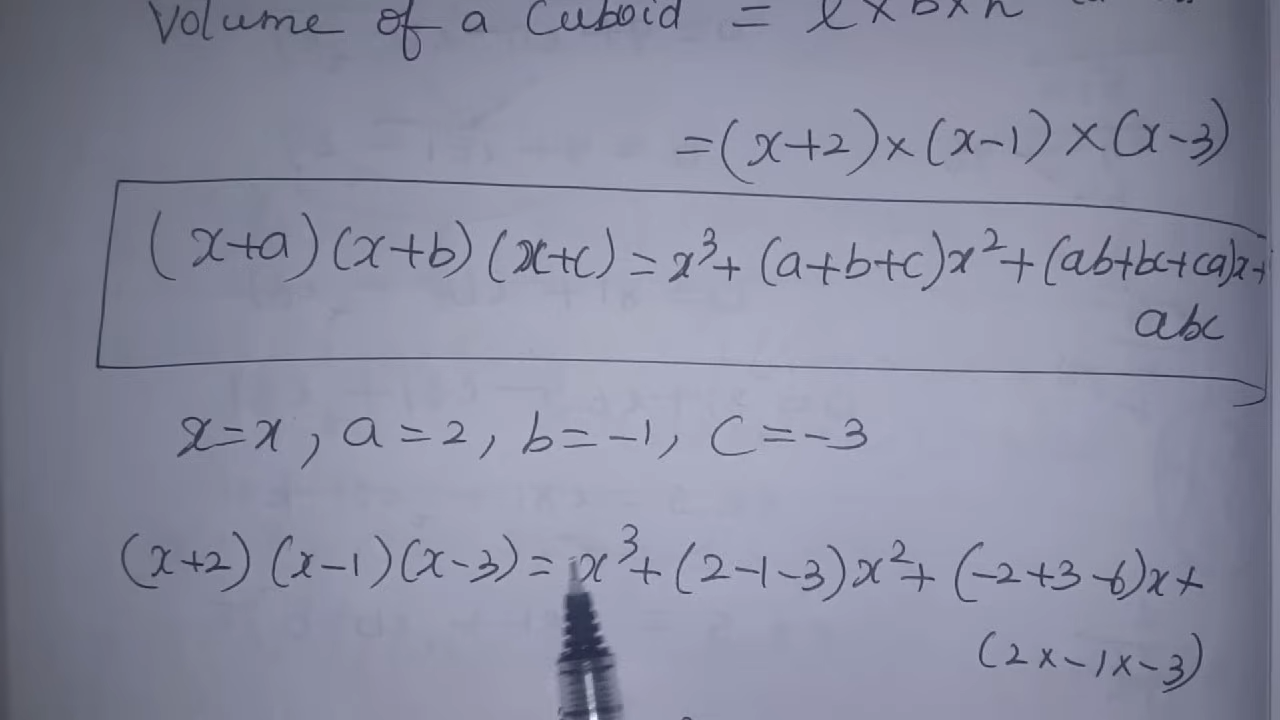 Volume of a Cuboid = l×b×h
=(x+2)×(x-1)×(x-3)
(x+a)(x+b)(x+c)=x³+(a+b+c)x²+(ab+bc+ca)x+
abc
x=x, a=2, b=-1, c=-3
(x+2)(x-1)(x-3)=x³+(2-1-3)x²+(-2+3-6)x+
(2×-1×-3)